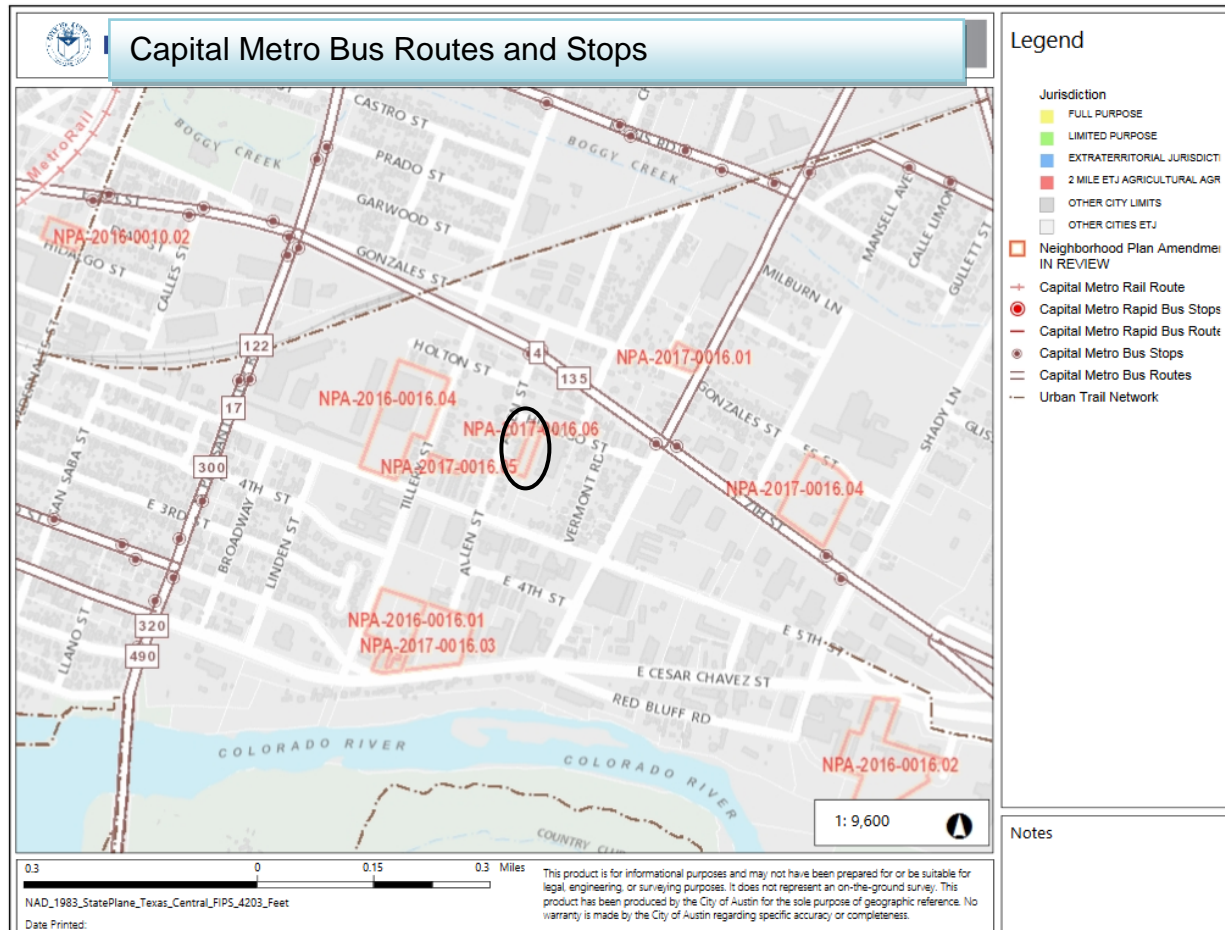 Capital Metro Bus Routes and Stops
Legend
Jurisdiction
FULL PURPOSE
LIMITED PURPOSE
EXTRATERRITORIAL JURISDICTI
2 MILE ETJ AGRICULTURAL AGR
OTHER CITY LIMITS
OTHER CITIES ETJ
Neighborhood Plan Amendmer
IN REVIEW
Capital Metro Rail Route
Capital Metro Rapid Bus Stops
Capital Metro Rapid Bus Route
Capital Metro Bus Stops
Capital Metro Bus Routes
Urban Trail Network
Notes
MetroRail
BOGGY CREEK
CASTRO ST
PRADO ST
GARWOOD ST
GONZALES ST
BOGGY CREEK
MANSELL AVE
CALLE LIMON
GULLETT ST
NPA-2016-0010.02
HIDALGO ST
CALLES ST
MILBURN LN
122
HOLTON ST
4
135
NPA-2017-0016.01
NPA-2016-0016.04
17
NPA-2017-0016.06
GONZALES ST
SHADY LN
NPA-2017-0016.05
300
SAN SABA ST
4TH ST
E 3RD ST
BROADWAY
LINDEN ST
TILLERY ST
ALLEN ST
VERMONT RD
NPA-2017-0016.04
7TH ST
E 4TH ST
NPA-2016-0016.01
NPA-2017-0016.03
320
490
LLANO ST
E 5TH ST
E CESAR CHAVEZ ST
RED BLUFF RD
COLORADO RIVER
COLORADO RIVER
NPA-2016-0016.02
COUNTRY CLUB
1: 9,600
0.3 0 0.15 0.3 Miles
NAD_1983_StatePlane_Texas_Central_FIPS_4203_Feet
Date Printed:
This product is for informational purposes and may not have been prepared for or be suitable for
legal, engineering, or surveying purposes. It does not represent an on-the-ground survey. This
product has been produced by the City of Austin for the sole purpose of geographic reference. No
warranty is made by the City of Austin regarding specific accuracy or completeness.